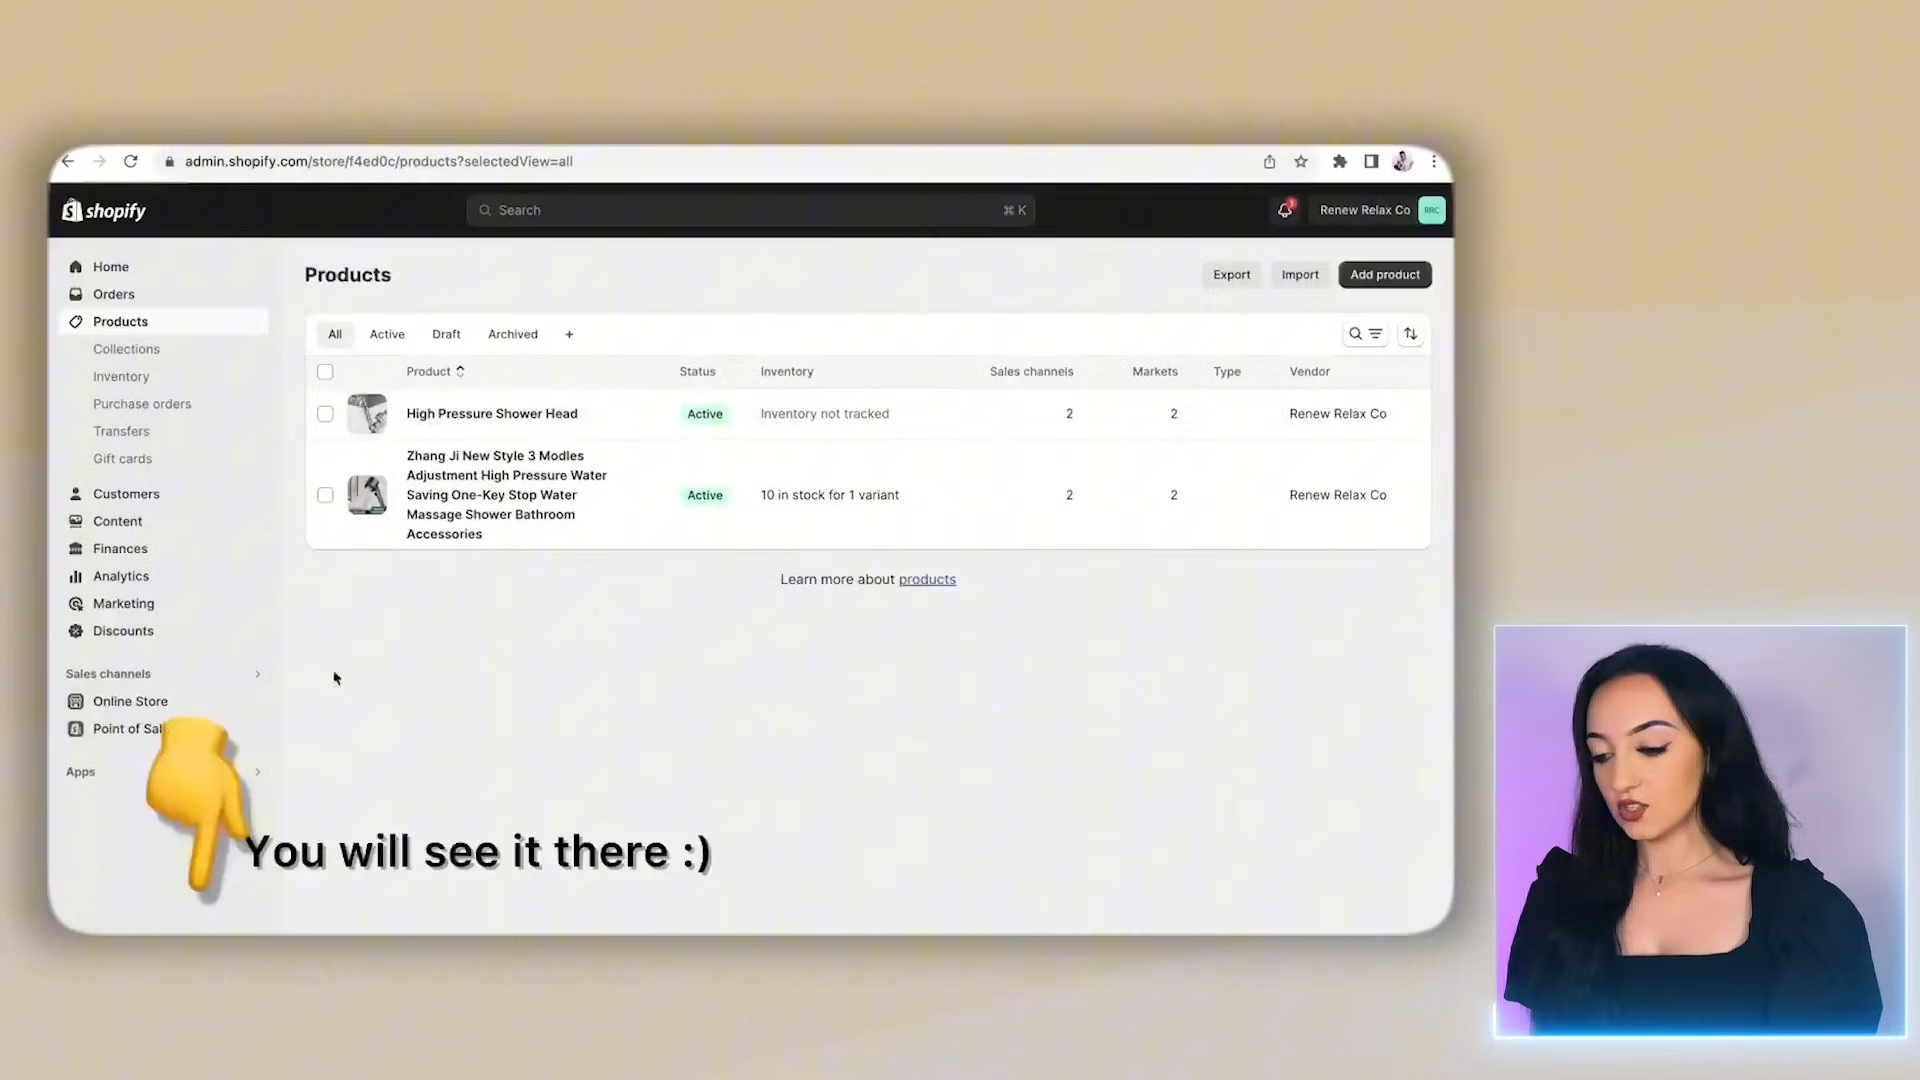 admin.shopify.com/store/f4ed0c/products?selectedView=all
shopify
Search
⌘ K
1
Renew Relax Co
RRC
Home
Orders
Products
Collections
Inventory
Purchase orders
Transfers
Gift cards
Customers
Content
Finances
Analytics
Marketing
Discounts
Sales channels
Online Store
Point of Sal
Apps
Products
Export
Import
Add product
All
Active
Draft
Archived
+
Product
Status
Inventory
Sales channels
Markets
Type
Vendor
High Pressure Shower Head
Active
Inventory not tracked
2
2
Renew Relax Co
Zhang Ji New Style 3 Modles
Adjustment High Pressure Water
Saving One-Key Stop Water
Massage Shower Bathroom
Accessories
Active
10 in stock for 1 variant
2
2
Renew Relax Co
Learn more about products
You will see it there :)